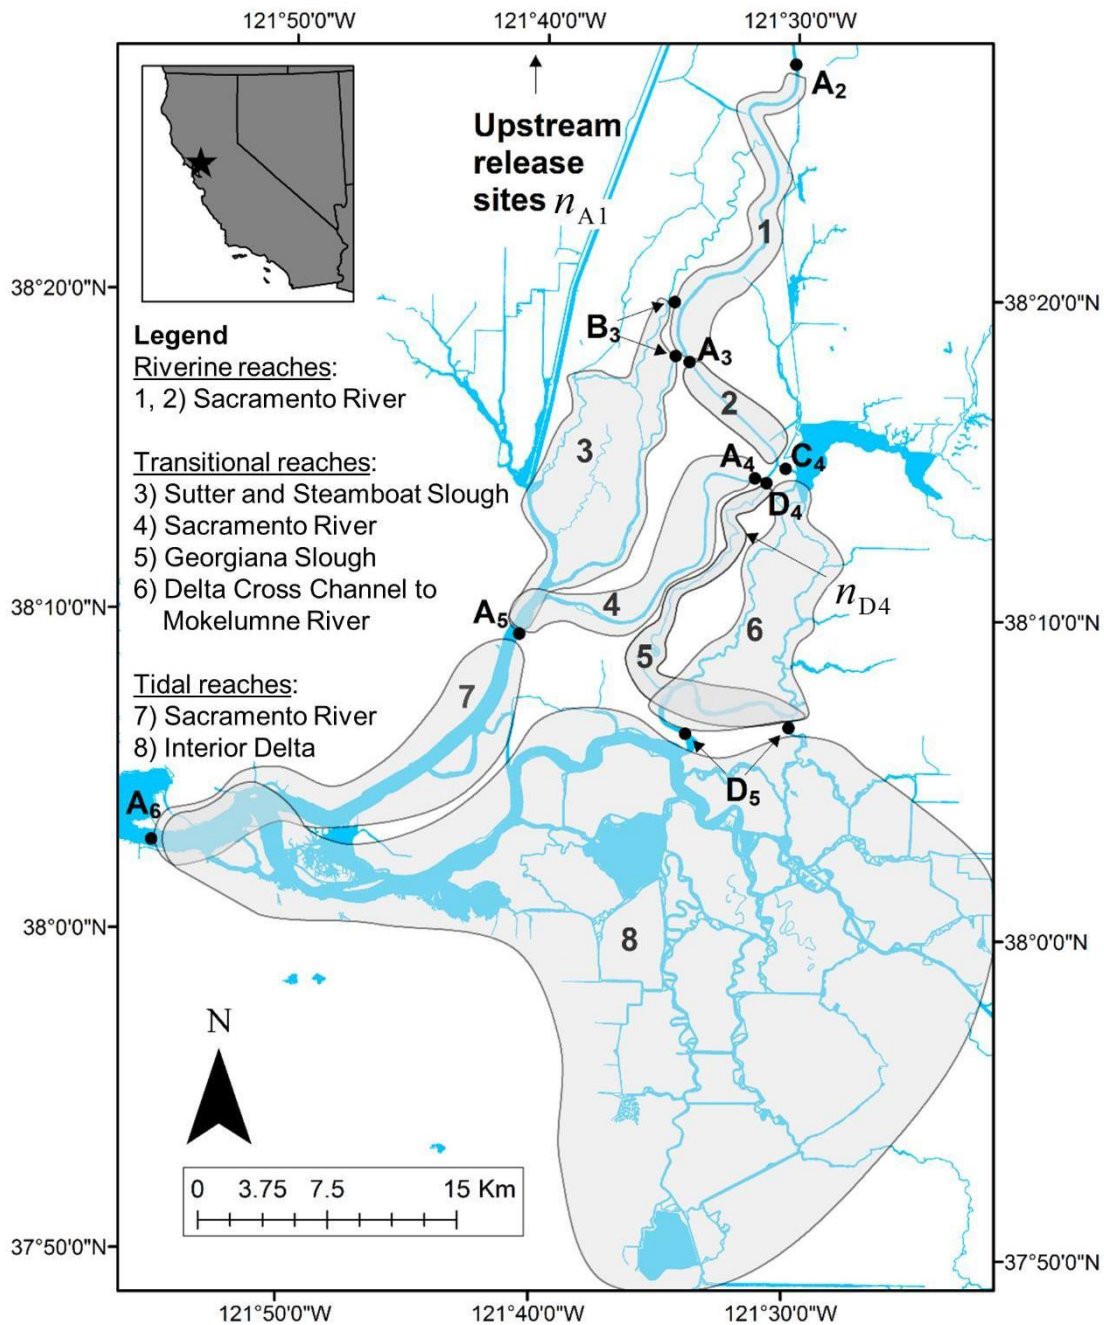 121°50'0"W
121°40'0"W
121°30'0"W
A2
Upstream
release
sites nA1
1
38°20'0"N
38°20'0"N
B3
A3
Legend
Riverine reaches:
1, 2) Sacramento River
2
Transitional reaches:
3) Sutter and Steamboat Slough
4) Sacramento River
5) Georgiana Slough
6) Delta Cross Channel to
Mokelumne River
3
A4
C4
D4
nD4
38°10'0"N
38°10'0"N
A5
4
5
6
Tidal reaches:
7) Sacramento River
8) Interior Delta
7
D5
A6
38°0'0"N
38°0'0"N
8
N
0 3.75 7.5 15 Km
37°50'0"N
37°50'0"N
121°50'0"W
121°40'0"W
121°30'0"W